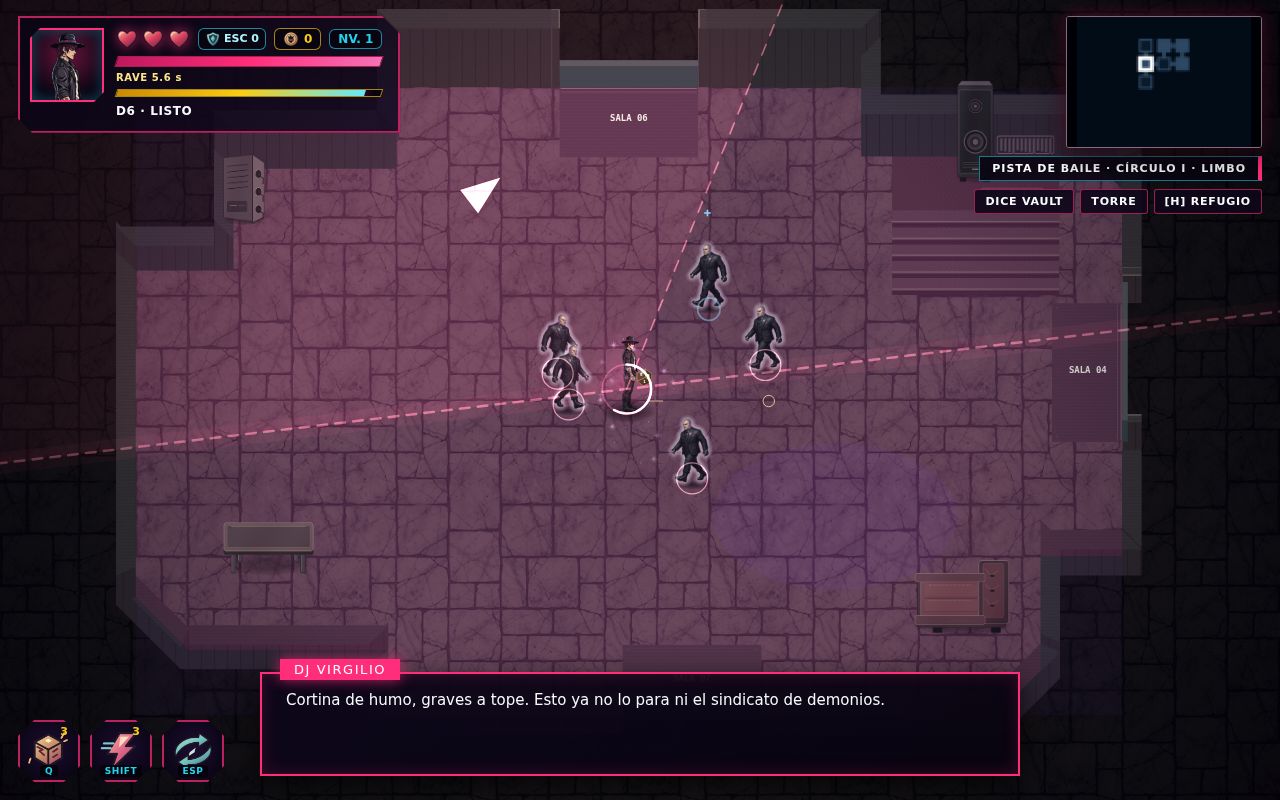 ESC 0
0
NV. 1
RAVE 5.6 s
D6 · LISTO
SALA 06
PISTA DE BAILE · CÍRCULO I · LIMBO
DICE VAULT
TORRE
[H] REFUGIO
SALA 04
DJ VIRGILIO
Cortina de humo, graves a tope. Esto ya no lo para ni el sindicato de demonios.
3
Q
3
SHIFT
ESP